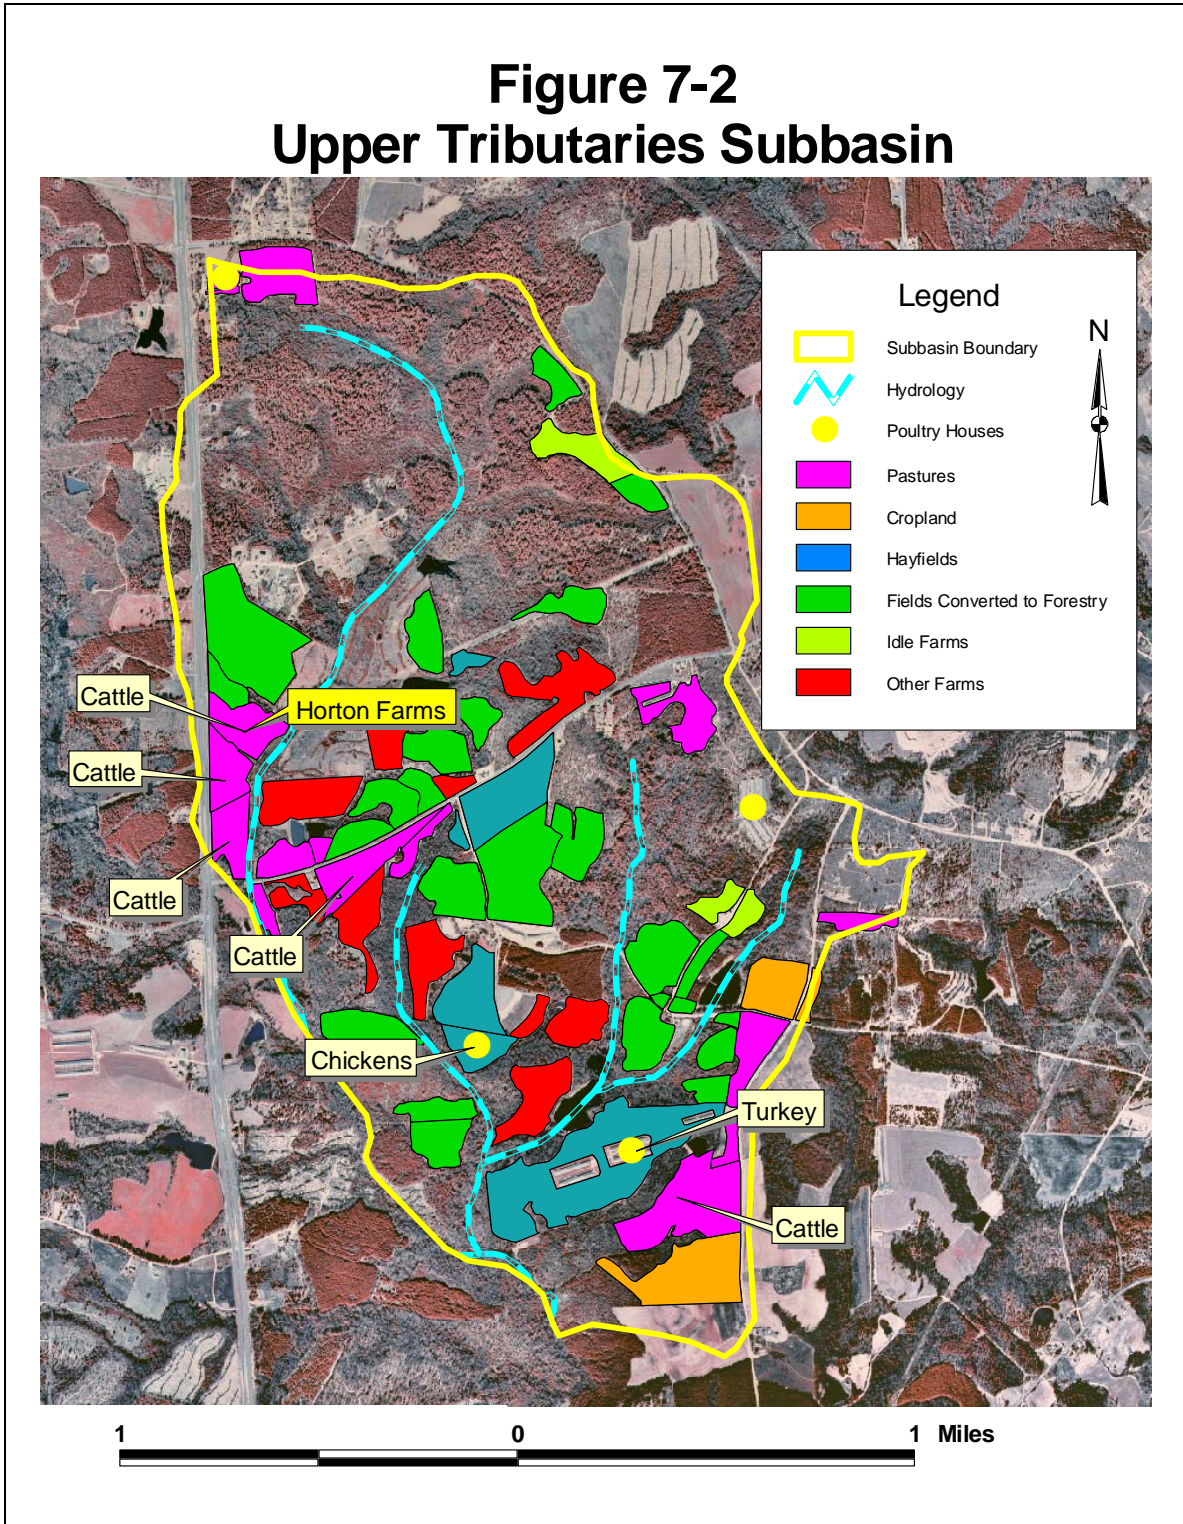 Figure 7-2
Upper Tributaries Subbasin
Legend
N
Subbasin Boundary
Hydrology
Poultry Houses
Pastures
Cropland
Hayfields
Fields Converted to Forestry
Idle Farms
Other Farms
Cattle
Horton Farms
Cattle
Cattle
Cattle
Chickens
Turkey
Cattle
1 0 1 Miles